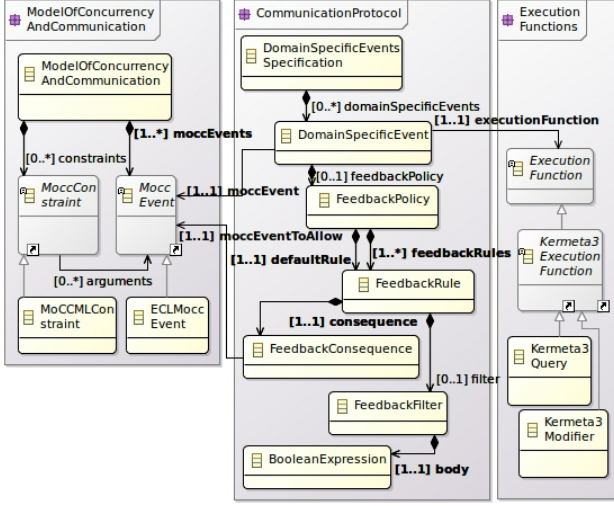 ModelOfConcurrency
AndCommunication
ModelOfConcurrency
AndCommunication
[1..*] moccEvents
[0..*] constraints
MoccCon
straint
Mocc
Event
[0..*] arguments
MoCCMLCon
straint
ECLMocc
Event
CommunicationProtocol
DomainSpecificEvents
Specification
[0..*] domainSpecificEvents
[1..1] executionFunction
DomainSpecificEvent
[0..1] feedbackPolicy
[1..1] moccEvent
FeedbackPolicy
[1..1] moccEventToAllow
[1..*] feedbackRules
[1..1] defaultRule
FeedbackRule
[1..1] consequence
FeedbackConsequence
[0..1] filter
FeedbackFilter
BooleanExpression
[1..1] body
Execution
Functions
Execution
Function
Kermeta3
Execution
Function
Kermeta3
Query
Kermeta3
Modifier